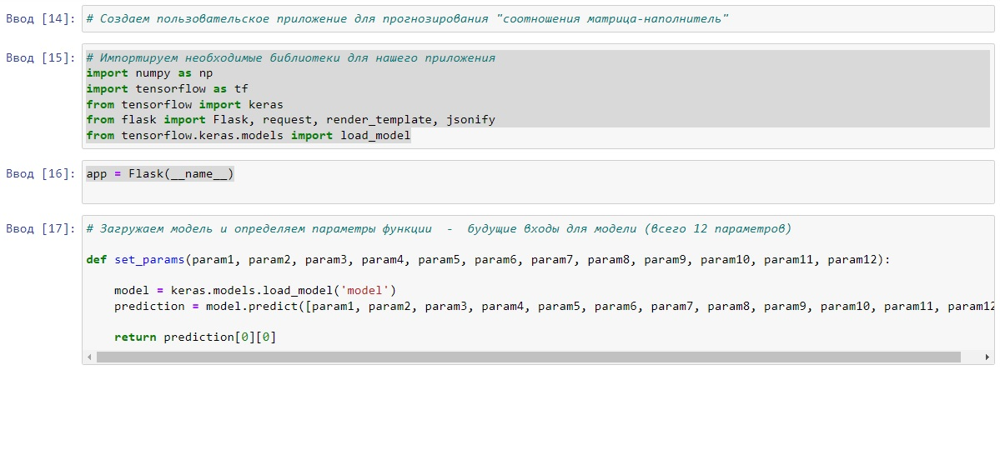 Ввод [14]: # Создаем пользовательское приложение для прогнозирования "соотношения матрица-наполнитель"
Ввод [15]: # Импортируем необходимые библиотеки для нашего приложения
import numpy as np
import tensorflow as tf
from tensorflow import keras
from flask import Flask, request, render_template, jsonify
from tensorflow.keras.models import load_model
Ввод [16]: app = Flask(__name__)
Ввод [17]: # Загружаем модель и определяем параметры функции  -  будущие входы для модели (всего 12 параметров)
def set_params(param1, param2, param3, param4, param5, param6, param7, param8, param9, param10, param11, param12):
    model = keras.models.load_model('model')
    prediction = model.predict([param1, param2, param3, param4, param5, param6, param7, param8, param9, param10, param11, param12
    return prediction[0][0]